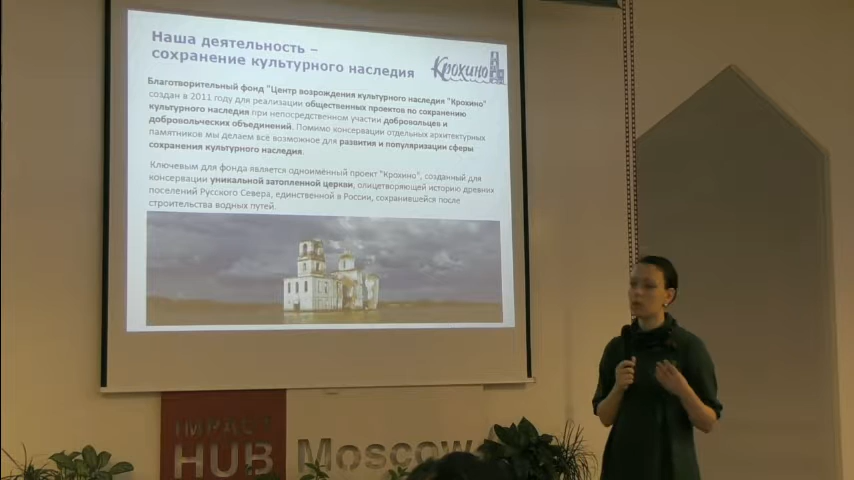 Наша деятельность –
сохранение культурного наследия
Крохино
Благотворительный фонд "Центр возрождения культурного наследия "Крохино"
создан в 2011 году для реализации общественных проектов по сохранению
культурного наследия при непосредственном участии добровольцев и
добровольческих объединений. Помимо консервации отдельных архитектурных
памятников мы делаем все возможное для развития и популяризации сферы
сохранения культурного наследия.
Ключевым для фонда является одноимённый проект "Крохино", созданный для
консервации уникальной затопленной церкви, олицетворяющей историю древних
поселений Русского Севера, единственной в России, сохранившейся после
строительства водных путей.
IMPACT
HUB Moscow